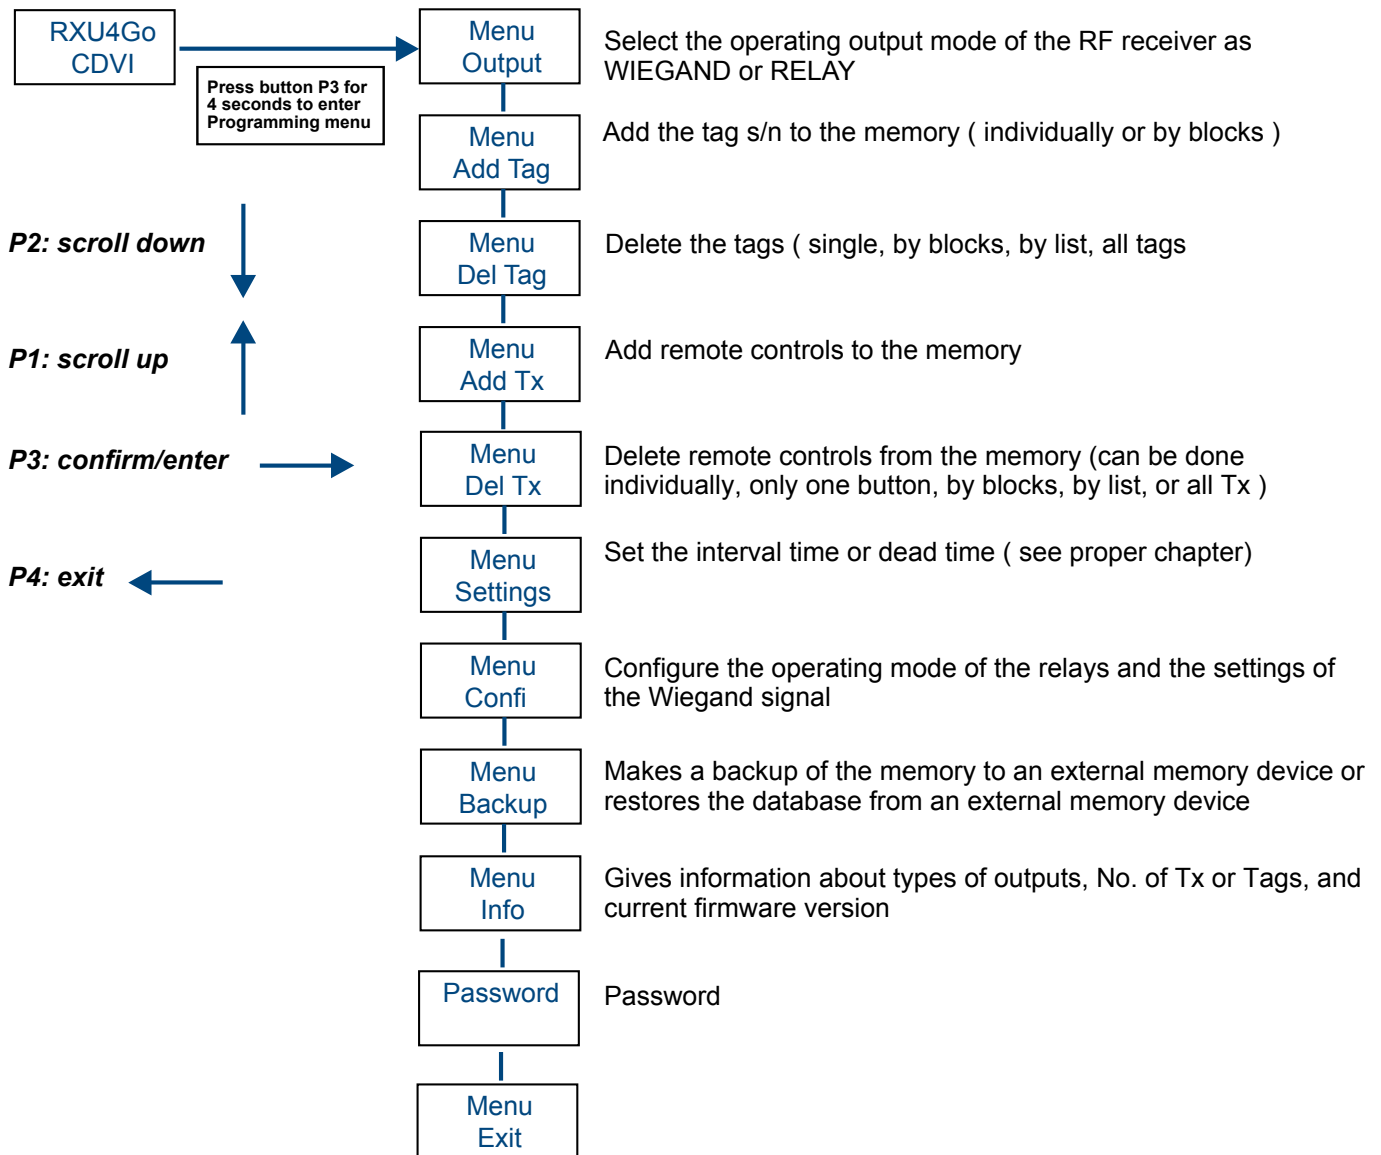 RXU4Go
CDVI
Press button P3 for
4 seconds to enter
Programming menu
Menu
Output
Select the operating output mode of the RF receiver as
WIEGAND or RELAY
Menu
Add Tag
Add the tag s/n to the memory ( individually or by blocks )
P2: scroll down
Menu
Del Tag
Delete the tags ( single, by blocks, by list, all tags
P1: scroll up
Menu
Add Tx
Add remote controls to the memory
P3: confirm/enter
Menu
Del Tx
Delete remote controls from the memory (can be done
individually, only one button, by blocks, by list, or all Tx )
P4: exit
Menu
Settings
Set the interval time or dead time ( see proper chapter)
Menu
Confi
Configure the operating mode of the relays and the settings of
the Wiegand signal
Menu
Backup
Makes a backup of the memory to an external memory device or
restores the database from an external memory device
Menu
Info
Gives information about types of outputs, No. of Tx or Tags, and
current firmware version
Password
Password
Menu
Exit